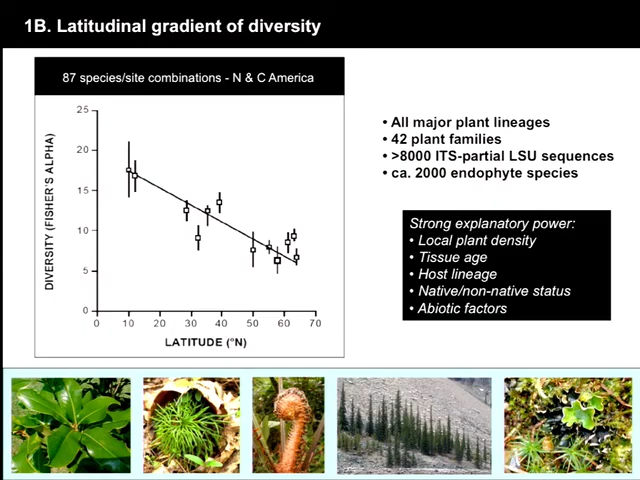 1B. Latitudinal gradient of diversity
87 species/site combinations - N & C America
DIVERSITY (FISHER'S ALPHA)
25
20
15
10
5
0
0 10 20 30 40 50 60 70
LATITUDE (°N)
• All major plant lineages
• 42 plant families
• >8000 ITS-partial LSU sequences
• ca. 2000 endophyte species
Strong explanatory power:
• Local plant density
• Tissue age
• Host lineage
• Native/non-native status
• Abiotic factors